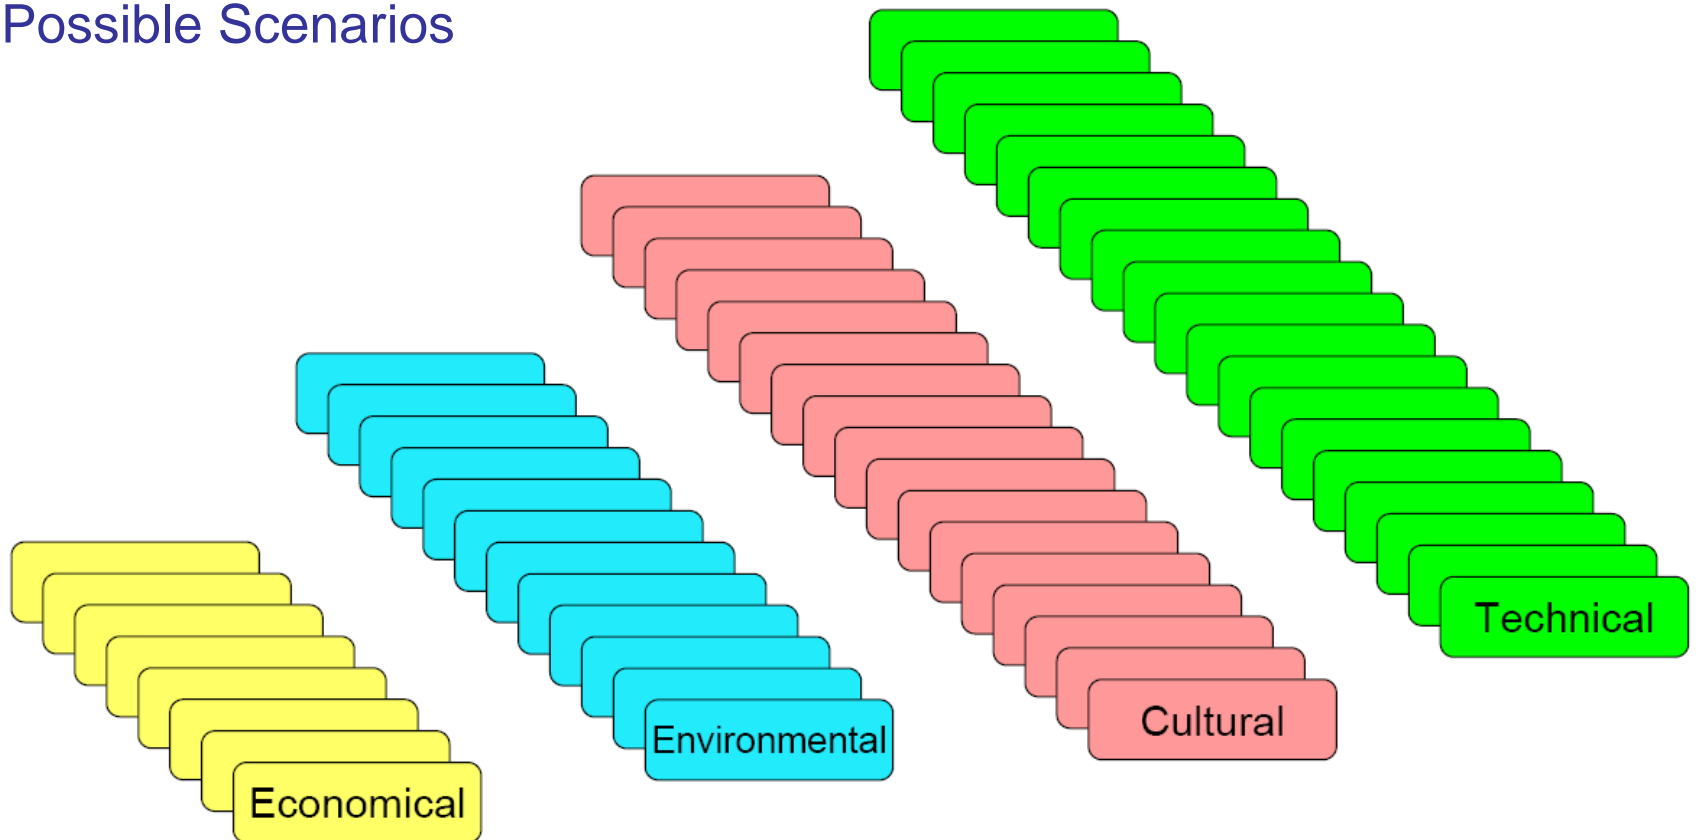 Possible Scenarios
Technical
Cultural
Environmental
Economical